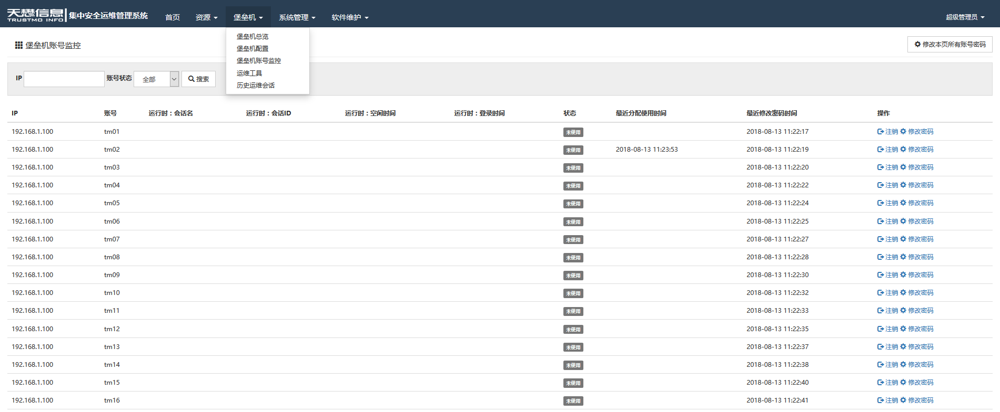 天懋信息 集中安全运维管理系统 首页 资源 堡垒机 系统管理 软件维护 超级管理员
TRUSTMO INFO
堡垒机总览
堡垒机配置
堡垒机账号监控
运维工具
历史运维会话
堡垒机账号监控 修改本页所有账号密码
IP 账号状态 全部 搜索
IP 账号 运行时：会话名 运行时：会话ID 运行时：空闲时间 运行时：登录时间 状态 最近分配使用时间 最近修改密码时间 操作
192.168.1.100 tm01 未使用 2018-08-13 11:22:17 注销 修改密码
192.168.1.100 tm02 未使用 2018-08-13 11:23:53 2018-08-13 11:22:19 注销 修改密码
192.168.1.100 tm03 未使用 2018-08-13 11:22:20 注销 修改密码
192.168.1.100 tm04 未使用 2018-08-13 11:22:22 注销 修改密码
192.168.1.100 tm05 未使用 2018-08-13 11:22:24 注销 修改密码
192.168.1.100 tm06 未使用 2018-08-13 11:22:25 注销 修改密码
192.168.1.100 tm07 未使用 2018-08-13 11:22:27 注销 修改密码
192.168.1.100 tm08 未使用 2018-08-13 11:22:28 注销 修改密码
192.168.1.100 tm09 未使用 2018-08-13 11:22:30 注销 修改密码
192.168.1.100 tm10 未使用 2018-08-13 11:22:32 注销 修改密码
192.168.1.100 tm11 未使用 2018-08-13 11:22:33 注销 修改密码
192.168.1.100 tm12 未使用 2018-08-13 11:22:35 注销 修改密码
192.168.1.100 tm13 未使用 2018-08-13 11:22:37 注销 修改密码
192.168.1.100 tm14 未使用 2018-08-13 11:22:38 注销 修改密码
192.168.1.100 tm15 未使用 2018-08-13 11:22:40 注销 修改密码
192.168.1.100 tm16 未使用 2018-08-13 11:22:41 注销 修改密码